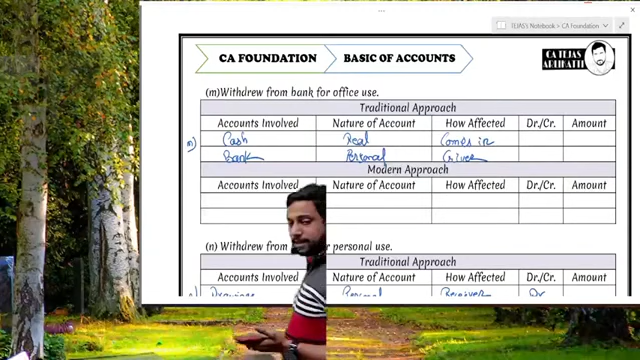 TEJAS's Notebook > CA Foundation
CA FOUNDATION
BASIC OF ACCOUNTS
CA TEJAS
(m)Withdrew from bank for office use.
Traditional Approach
Accounts Involved Nature of Account How Affected Dr./Cr. Amount
Cash Real Comes in
Bank Personal Giver
Modern Approach
Accounts Involved Nature of Account How Affected Dr./Cr. Amount
(n) Withdrew from r personal use.
Traditional Approach
Accounts Involved Nature of Account How Affected Dr./Cr. Amount
Drawings Personal Receiver Dr